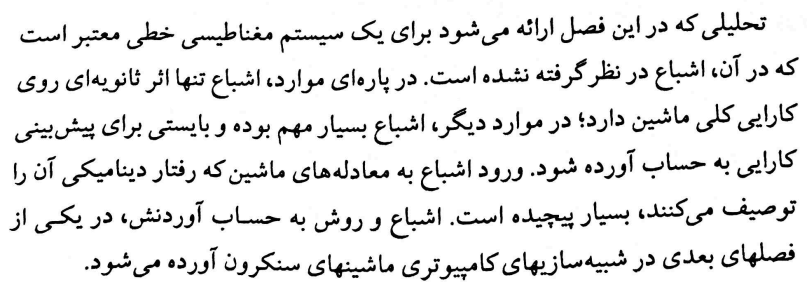 تحلیلی که در این فصل ارائه می‌شود برای یک سیستم مغناطیسی خطی معتبر است
که در آن، اشباع در نظر گرفته نشده است. در پاره‌ای موارد، اشباع تنها اثر ثانویه‌ای روی
کارایی کلی ماشین دارد؛ در موارد دیگر، اشباع بسیار مهم بوده و بایستی برای پیش‌بینی
کارایی به حساب آورده شود. ورود اشباع به معادله‌های ماشین که رفتار دینامیکی آن را
توصیف می‌کنند، بسیار پیچیده است. اشباع و روش به حساب آوردنش، در یکی از
فصلهای بعدی در شبیه‌سازیهای کامپیوتری ماشینهای سنکرون آورده می‌شود.